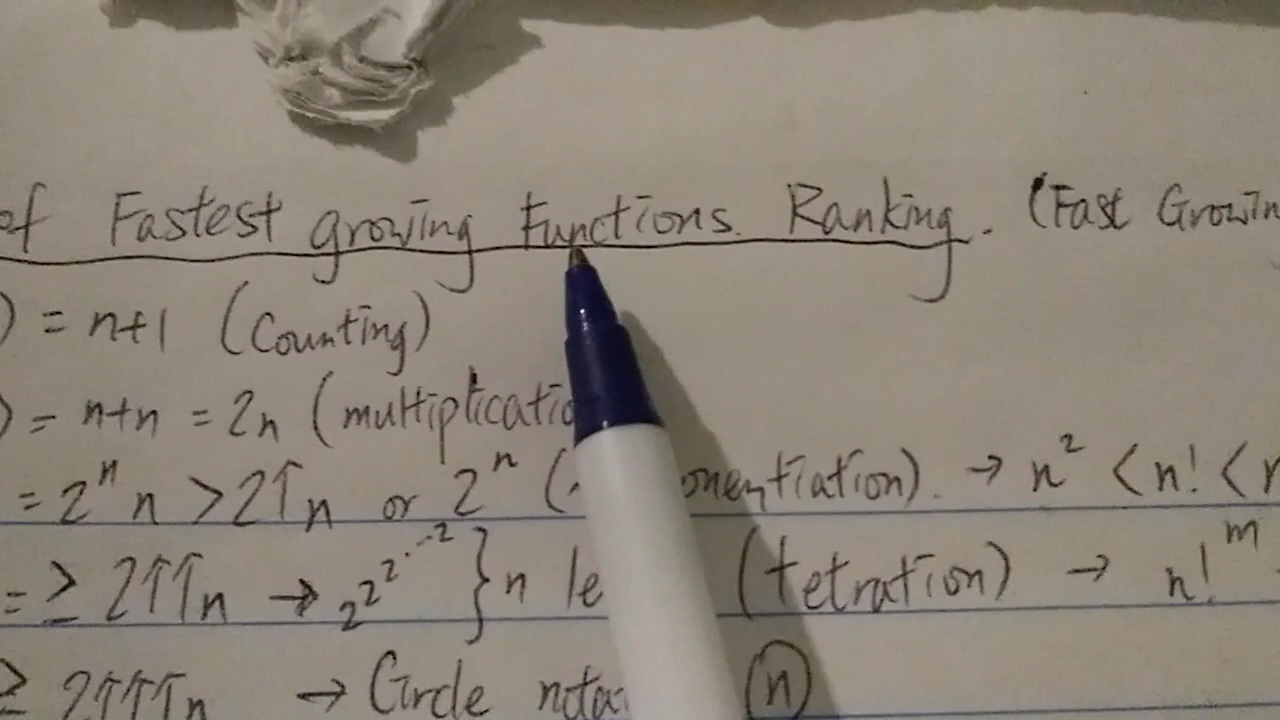 of Fastest growing Functions Ranking. (Fast Growin
) = n+1 (Counting)
) = n+n = 2n (multiplicatio
= 2ⁿn > 2↑n or 2ⁿ ( onentiation). → n² < n! <
= ≥ 2↑↑n → 2^2^2^⋰^2 } n le (tetration) → n!ᵐ
≥ 2↑↑↑n → Circle nota ⓝ